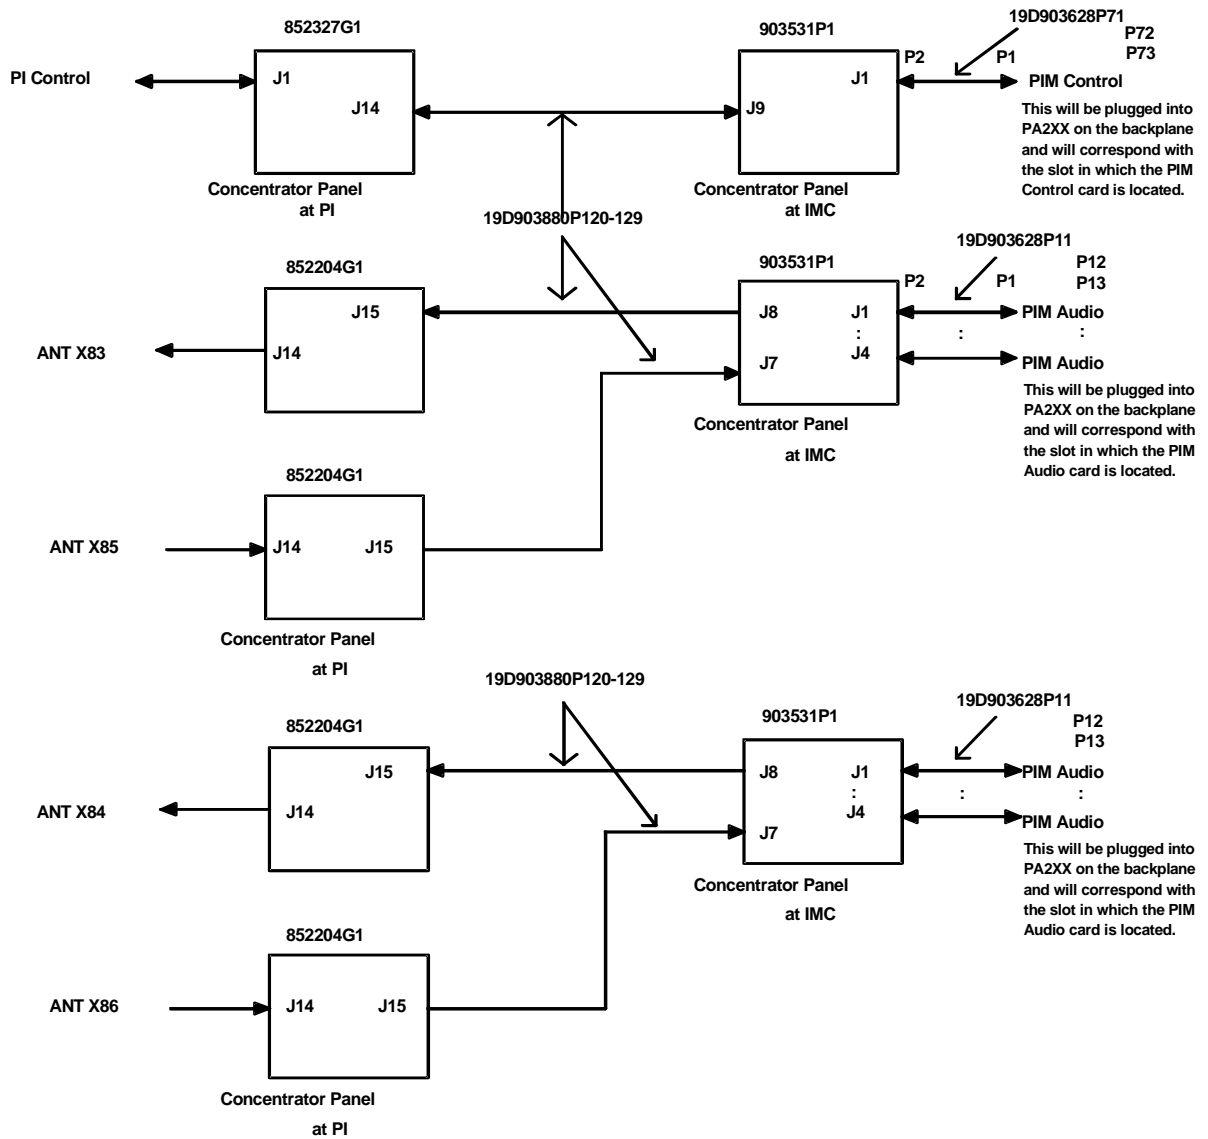 852327G1
903531P1
19D903628P71
P72
P73
PI Control
J1
J14
J9
J1
P2
P1
PIM Control
This will be plugged into
PA2XX on the backplane
and will correspond with
the slot in which the PIM
Control card is located.
Concentrator Panel
at PI
Concentrator Panel
at IMC
19D903880P120-129
852204G1
903531P1
19D903628P11
P12
P13
ANT X83
J15
J14
J8
J7
J1
:
J4
P2
P1
PIM Audio
:
:
PIM Audio
This will be plugged into
PA2XX on the backplane
and will correspond with
the slot in which the PIM
Audio card is located.
Concentrator Panel
at IMC
852204G1
ANT X85
J14
J15
Concentrator Panel
at PI
19D903880P120-129
852204G1
903531P1
19D903628P11
P12
P13
ANT X84
J15
J14
J8
J7
J1
:
J4
PIM Audio
:
:
PIM Audio
This will be plugged into
PA2XX on the backplane
and will correspond with
the slot in which the PIM
Audio card is located.
Concentrator Panel
at IMC
852204G1
ANT X86
J14
J15
Concentrator Panel
at PI